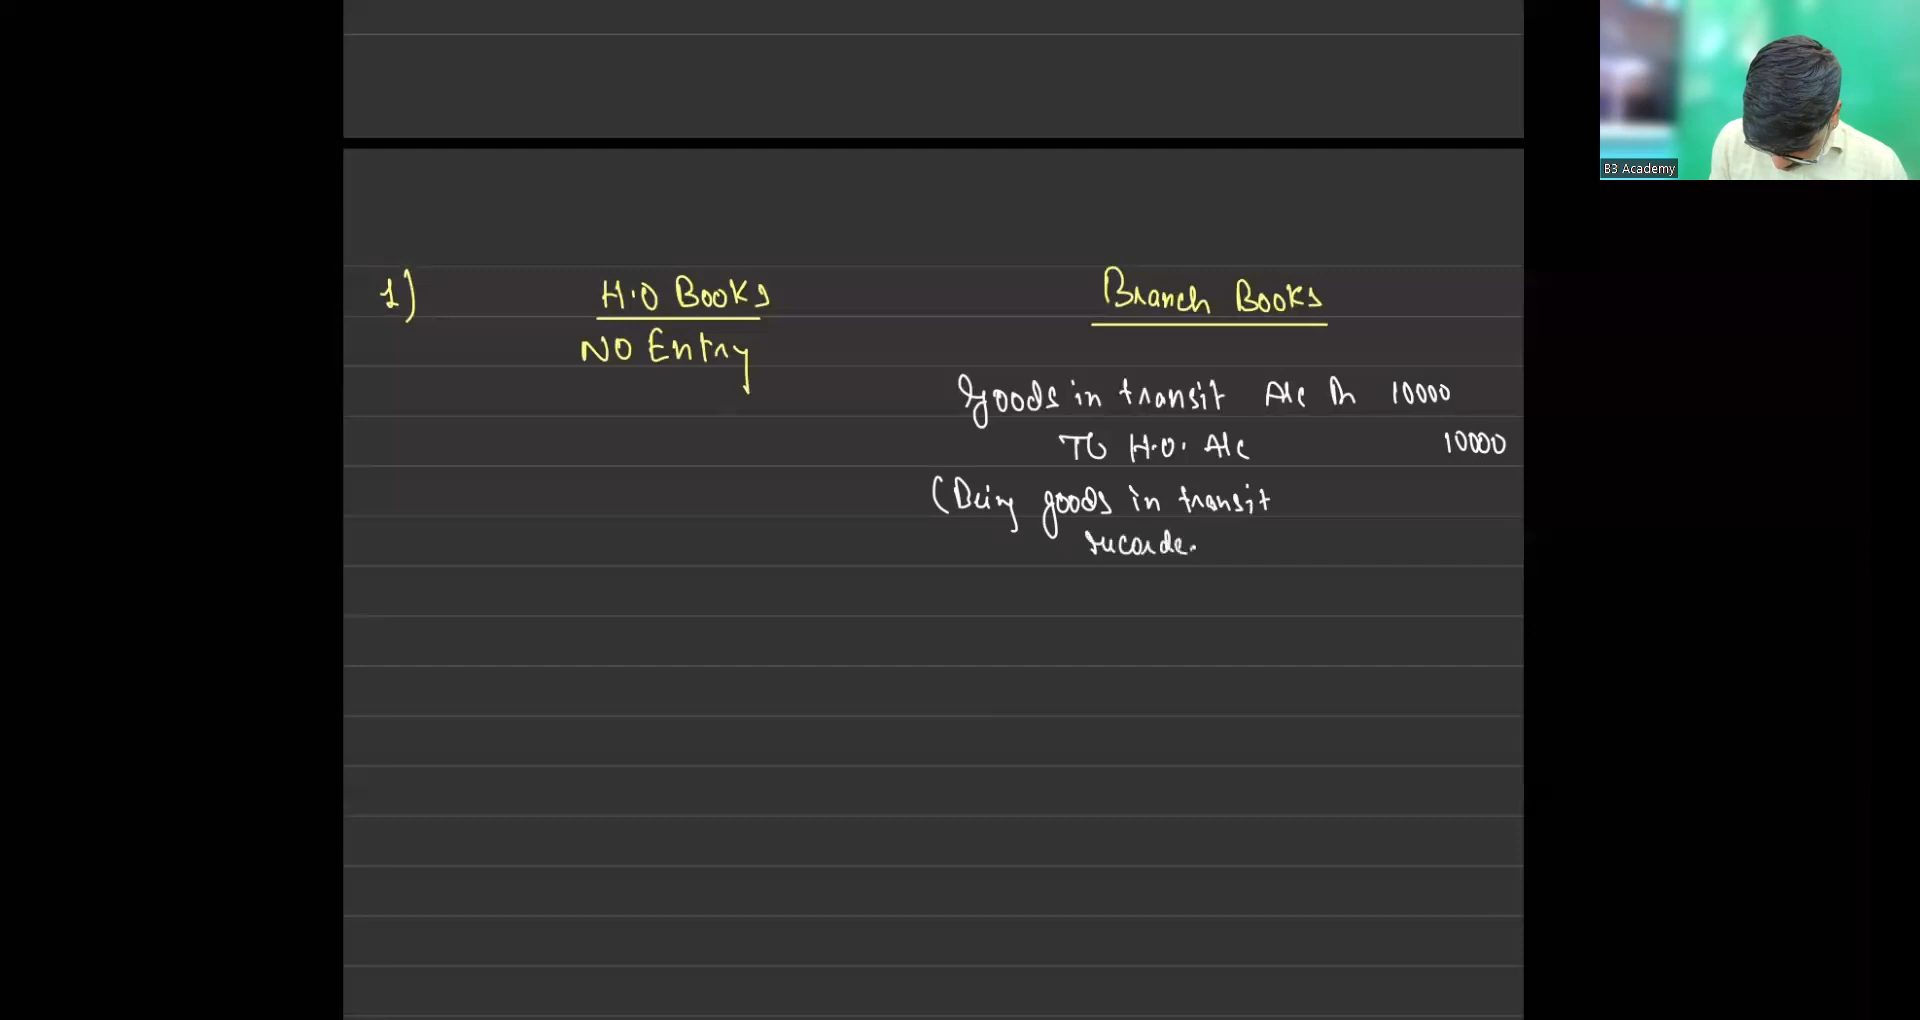 B3 Academy
1) H.O Books Branch Books
NO Entry
Goods in transit A/c Dr 10000
To H.O. A/c 10000
(Being goods in transit
recorde.